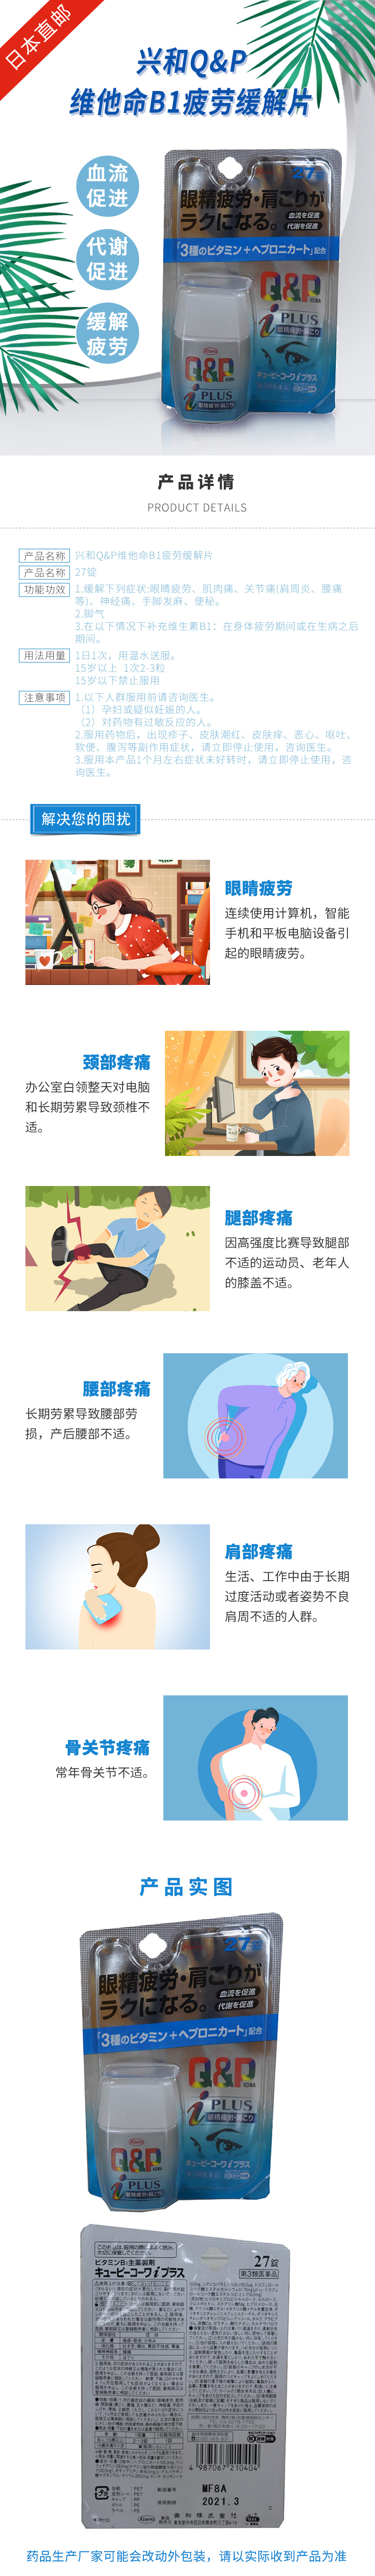 日本直邮
兴和Q&P
维他命B1疲劳缓解片
血流
促进
代谢
促进
缓解
疲劳
27
眼精疲労・肩こりが
ラクになる。
血流を促進
代謝を促進
「3種のビタミン+ヘプロニカート」配合
Q&P
KOWA
i PLUS
眼精疲労・肩こり
キューピーコーワiプラス
Kowa
Q&P
i PLUS
眼精疲労・肩こり
产品详情
PRODUCT DETAILS
产品名称 兴和Q&P维他命B1疲劳缓解片
产品名称 27锭
功能功效 1.缓解下列症状:眼睛疲劳、肌肉痛、关节痛(肩周炎、腰痛
等)、神经痛、手脚发麻、便秘。
2.脚气
3.在以下情况下补充维生素B1：在身体疲劳期间或在生病之后
期间。
用法用量 1日1次，用温水送服。
15岁以上 1次2-3粒
15岁以下禁止服用
注意事项 1.以下人群服用前请咨询医生。
（1）孕妇或疑似妊娠的人。
（2）对药物有过敏反应的人。
2.服用药物后，出现疹子、皮肤潮红、皮肤痒、恶心、呕吐、
软便、腹泻等副作用症状，请立即停止使用，咨询医生。
3.服用本产品1个月左右症状未好转时，请立即停止使用，咨
询医生。
解决您的困扰
眼睛疲劳
连续使用计算机，智能
手机和平板电脑设备引
起的眼睛疲劳。
颈部疼痛
办公室白领整天对电脑
和长期劳累导致颈椎不
适。
腿部疼痛
因高强度比赛导致腿部
不适的运动员、老年人
的膝盖不适。
腰部疼痛
长期劳累导致腰部劳
损，产后腰部不适。
肩部疼痛
生活、工作中由于长期
过度活动或者姿势不良
肩周不适的人群。
骨关节疼痛
常年骨关节不适。
产品实图
27
眼精疲労・肩こりが
ラクになる。
血流を促進
代謝を促進
「3種のビタミン+ヘプロニカート」配合
Q&P
KOWA
i PLUS
眼精疲労・肩こり
キューピーコーワiプラス
Kowa
Q&P
i PLUS
眼精疲労・肩こり
ビタミンB1主薬製剤
キューピーコーワiプラス
27錠
第3類医薬品
4 987067 210404
MF8A
2021.3
药品生产厂家可能会改动外包装，请以实际收到产品为准